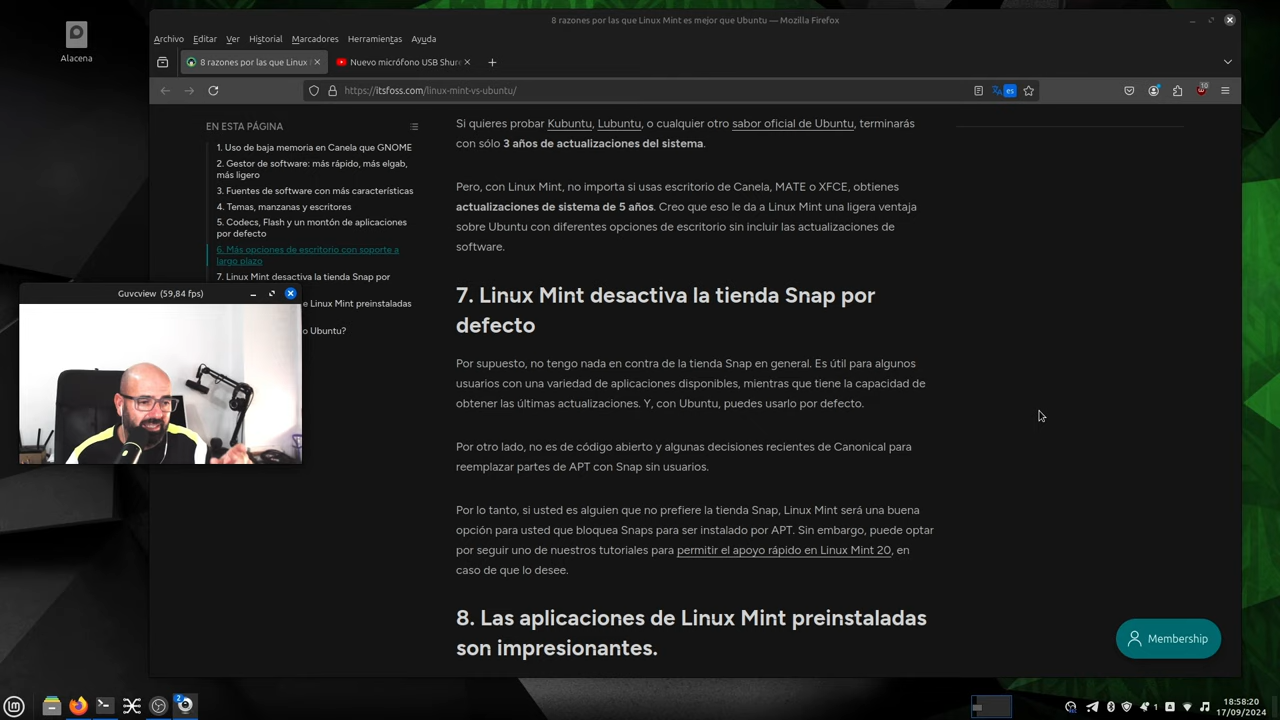 8 razones por las que Linux Mint es mejor que Ubuntu — Mozilla Firefox
Alacena
Archivo Editar Ver Historial Marcadores Herramientas Ayuda
8 razones por las que Linux
Nuevo micrófono USB Shure
https://itsfoss.com/linux-mint-vs-ubuntu/
es
EN ESTA PÁGINA
1. Uso de baja memoria en Canela que GNOME
2. Gestor de software: más rápido, más elgab,
más ligero
3. Fuentes de software con más características
4. Temas, manzanas y escritores
5. Codecs, Flash y un montón de aplicaciones
por defecto
6. Más opciones de escritorio con soporte a
largo plazo
7. Linux Mint desactiva la tienda Snap por
e Linux Mint preinstaladas
o Ubuntu?
Guvcview (59,84 fps)
Si quieres probar Kubuntu, Lubuntu, o cualquier otro sabor oficial de Ubuntu, terminarás
con sólo 3 años de actualizaciones del sistema.
Pero, con Linux Mint, no importa si usas escritorio de Canela, MATE o XFCE, obtienes
actualizaciones de sistema de 5 años. Creo que eso le da a Linux Mint una ligera ventaja
sobre Ubuntu con diferentes opciones de escritorio sin incluir las actualizaciones de
software.
7. Linux Mint desactiva la tienda Snap por
defecto
Por supuesto, no tengo nada en contra de la tienda Snap en general. Es útil para algunos
usuarios con una variedad de aplicaciones disponibles, mientras que tiene la capacidad de
obtener las últimas actualizaciones. Y, con Ubuntu, puedes usarlo por defecto.
Por otro lado, no es de código abierto y algunas decisiones recientes de Canonical para
reemplazar partes de APT con Snap sin usuarios.
Por lo tanto, si usted es alguien que no prefiere la tienda Snap, Linux Mint será una buena
opción para usted que bloquea Snaps para ser instalado por APT. Sin embargo, puede optar
por seguir uno de nuestros tutoriales para permitir el apoyo rápido en Linux Mint 20, en
caso de que lo desee.
8. Las aplicaciones de Linux Mint preinstaladas
son impresionantes.
Membership
2
1
18:58:20
17/09/2024